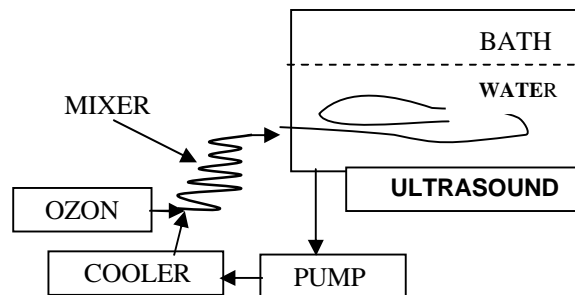 BATH
WATER
MIXER
ULTRASOUND
OZON
COOLER
PUMP